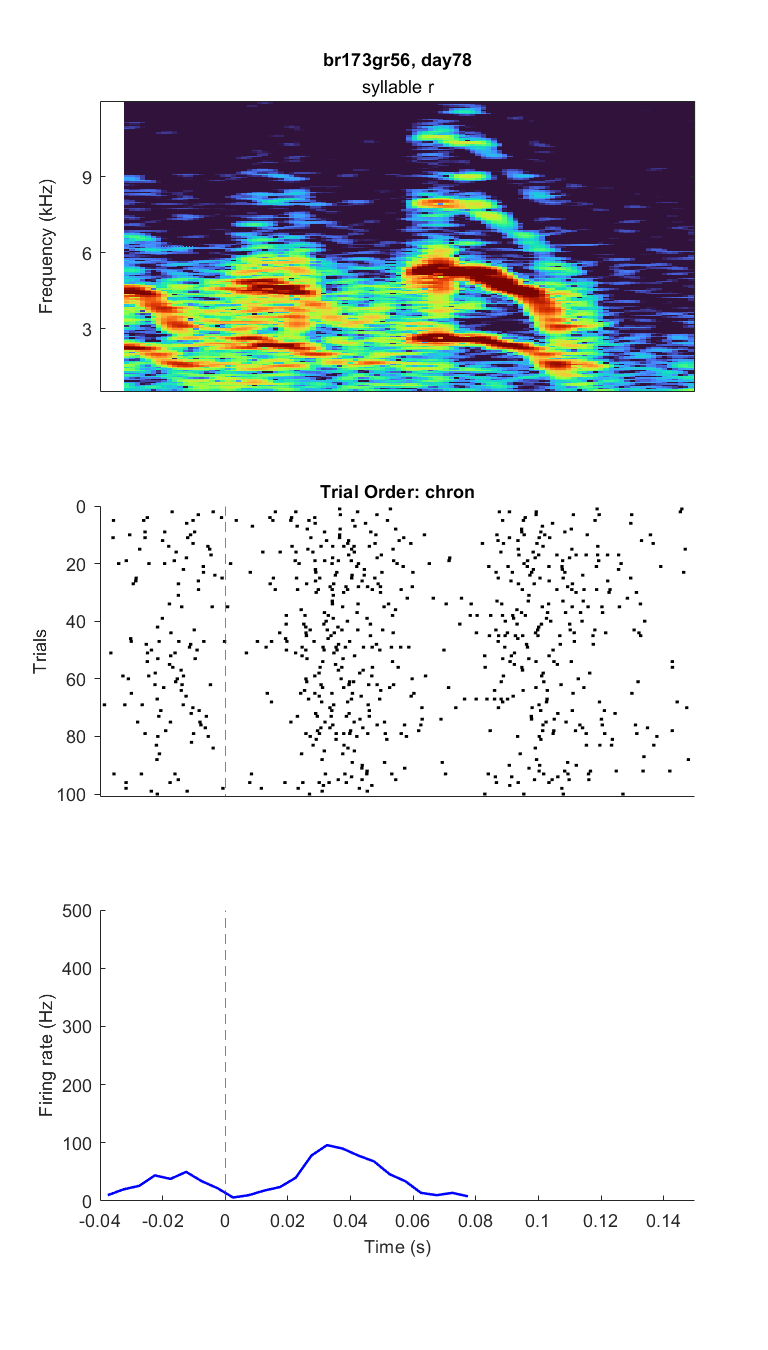 br173gr56, day78
syllable r
9
6
3
Frequency (kHz)
Trial Order: chron
0
20
40
60
80
100
Trials
500
400
300
200
100
0
Firing rate (Hz)
-0.04 -0.02 0 0.02 0.04 0.06 0.08 0.1 0.12 0.14
Time (s)